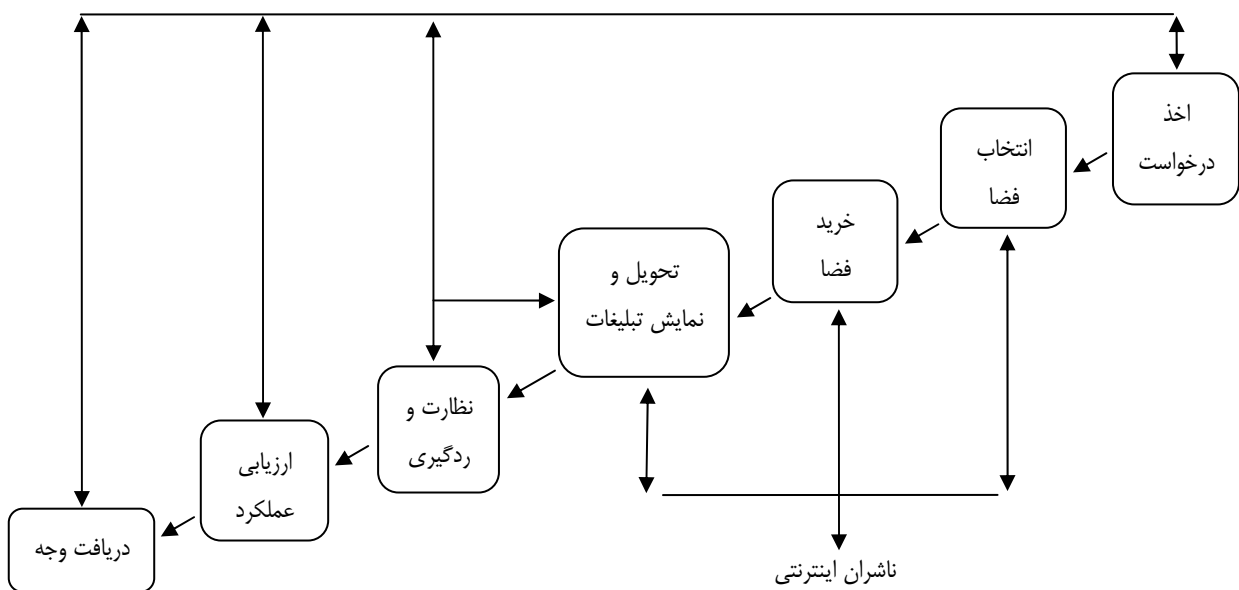 اخذ
درخواست
انتخاب
فضا
خرید
فضا
تحویل و
نمایش تبلیغات
نظارت و
ردگیری
ارزیابی
عملکرد
دریافت وجه
ناشران اینترنتی